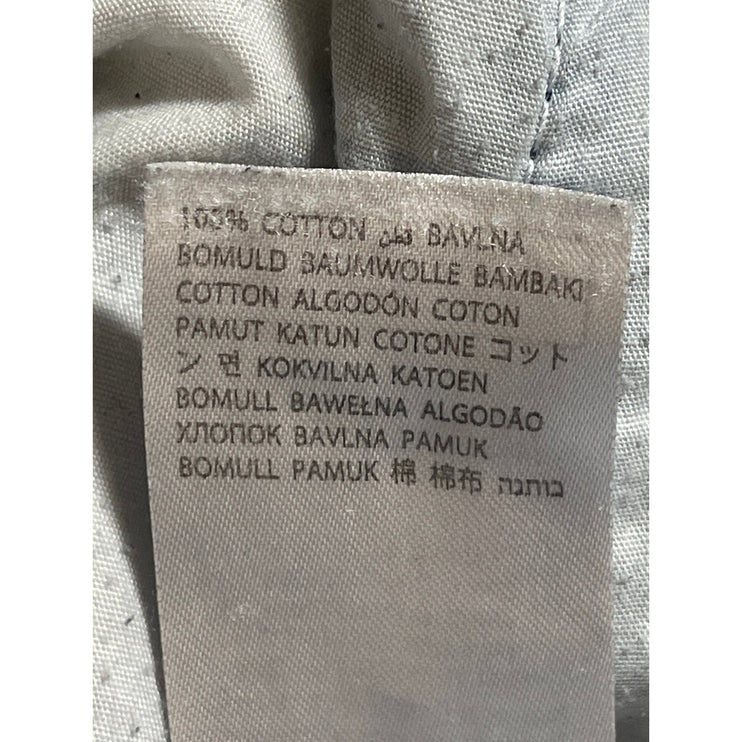 100% COTTON قطن BAVLNA
BOMULD BAUMWOLLE BAMBAKI
COTTON ALGODÓN COTON
PAMUT KATUN COTONE コット
ン 면 KOKVILNA KATOEN
BOMULL BAWEŁNA ALGODÃO
ХЛОПОК BAVLNA PAMUK
BOMULL PAMUK 棉 棉布 כותנה